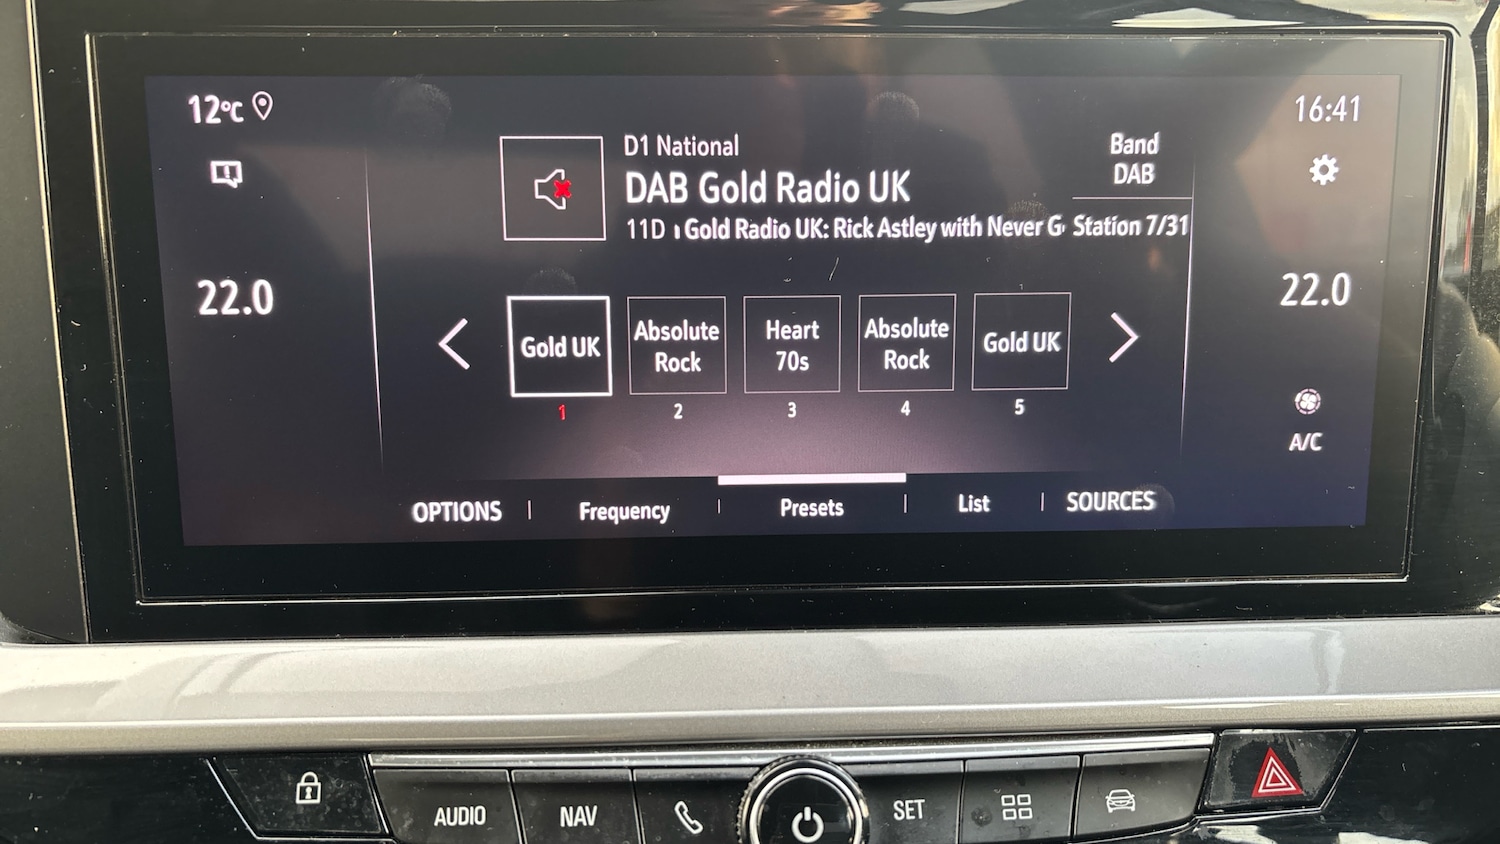 12°C
16:41
D1 National
DAB Gold Radio UK
11D Gold Radio UK: Rick Astley with Never G
Station 7/31
Band
DAB
22.0
22.0
Gold UK
1
Absolute
Rock
2
Heart
70s
3
Absolute
Rock
4
Gold UK
5
A/C
OPTIONS
Frequency
Presets
List
SOURCES
AUDIO
NAV
SET